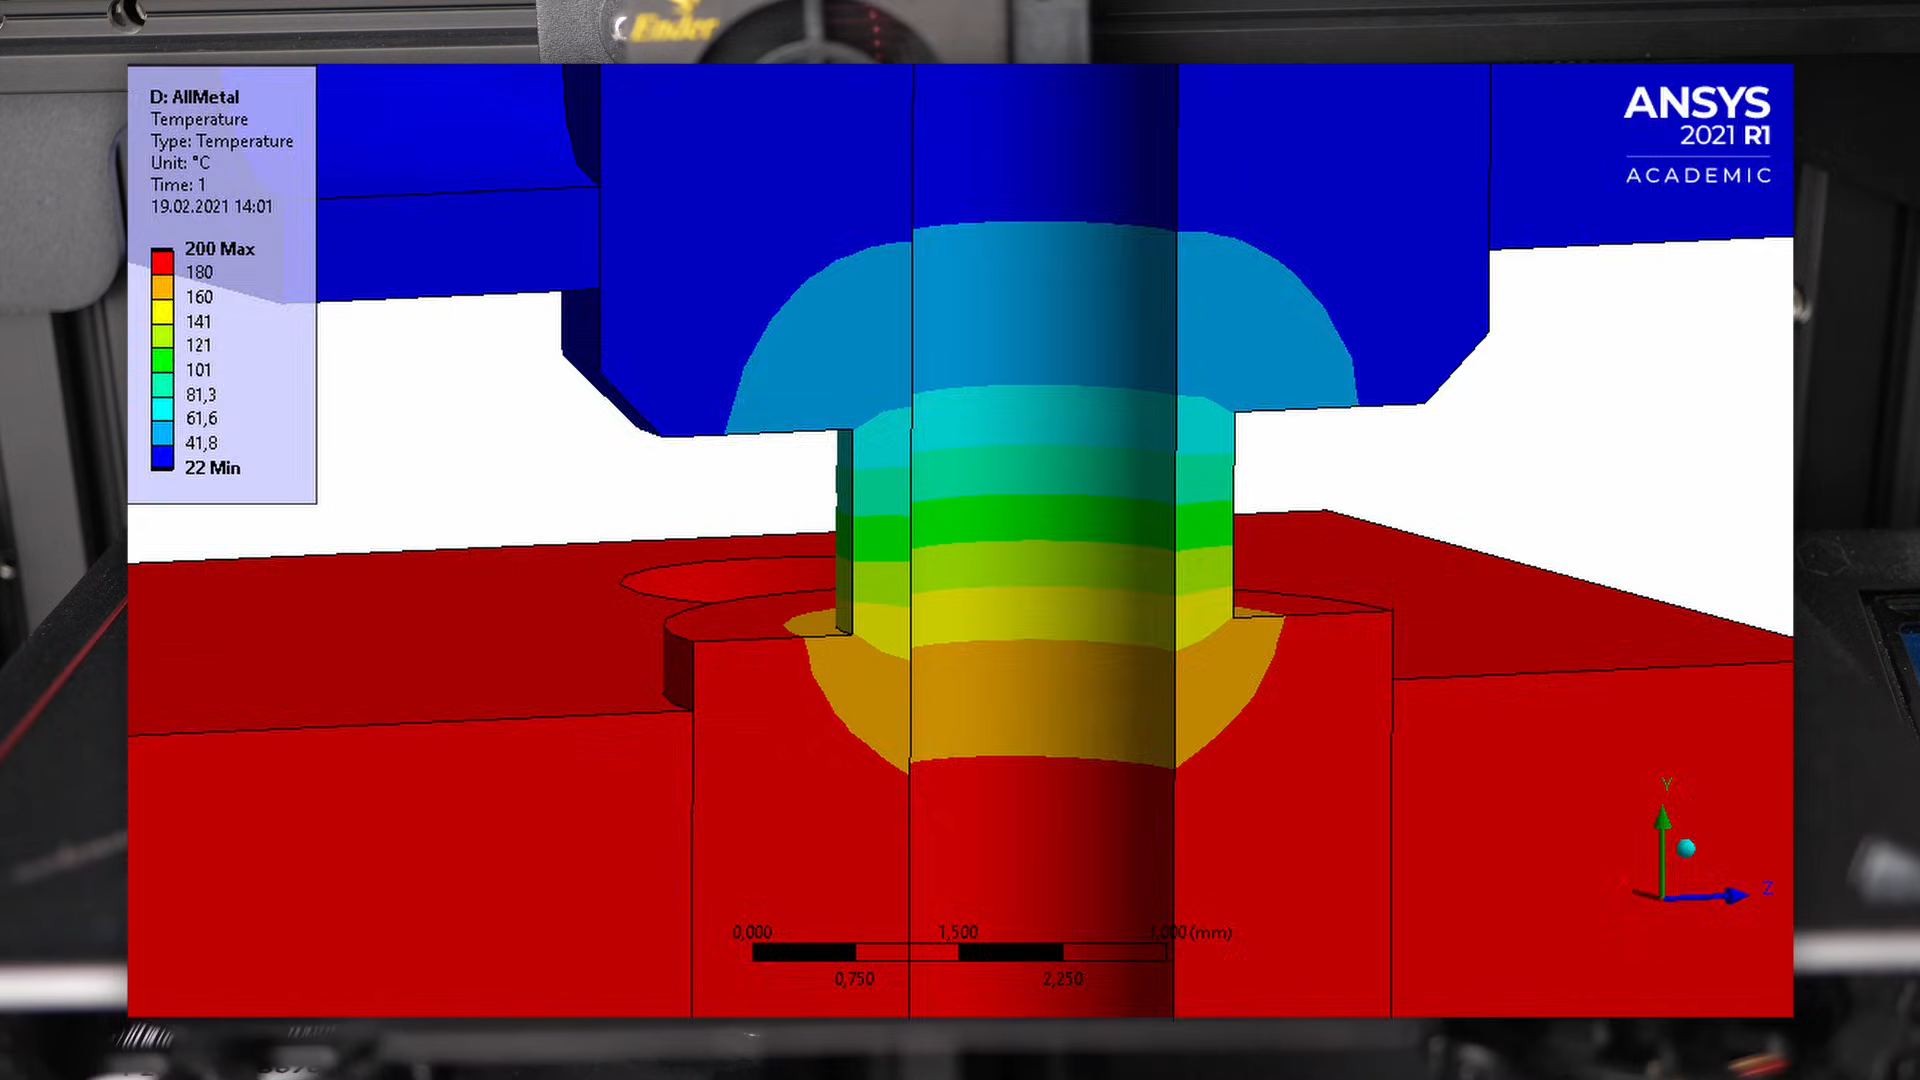 Ender
D: AllMetal
Temperature
Type: Temperature
Unit: °C
Time: 1
19.02.2021 14:01
200 Max
180
160
141
121
101
81,3
61,6
41,8
22 Min
ANSYS
2021 R1
ACADEMIC
Y
Z
0,000
1,500
(mm)
0,750
2,250